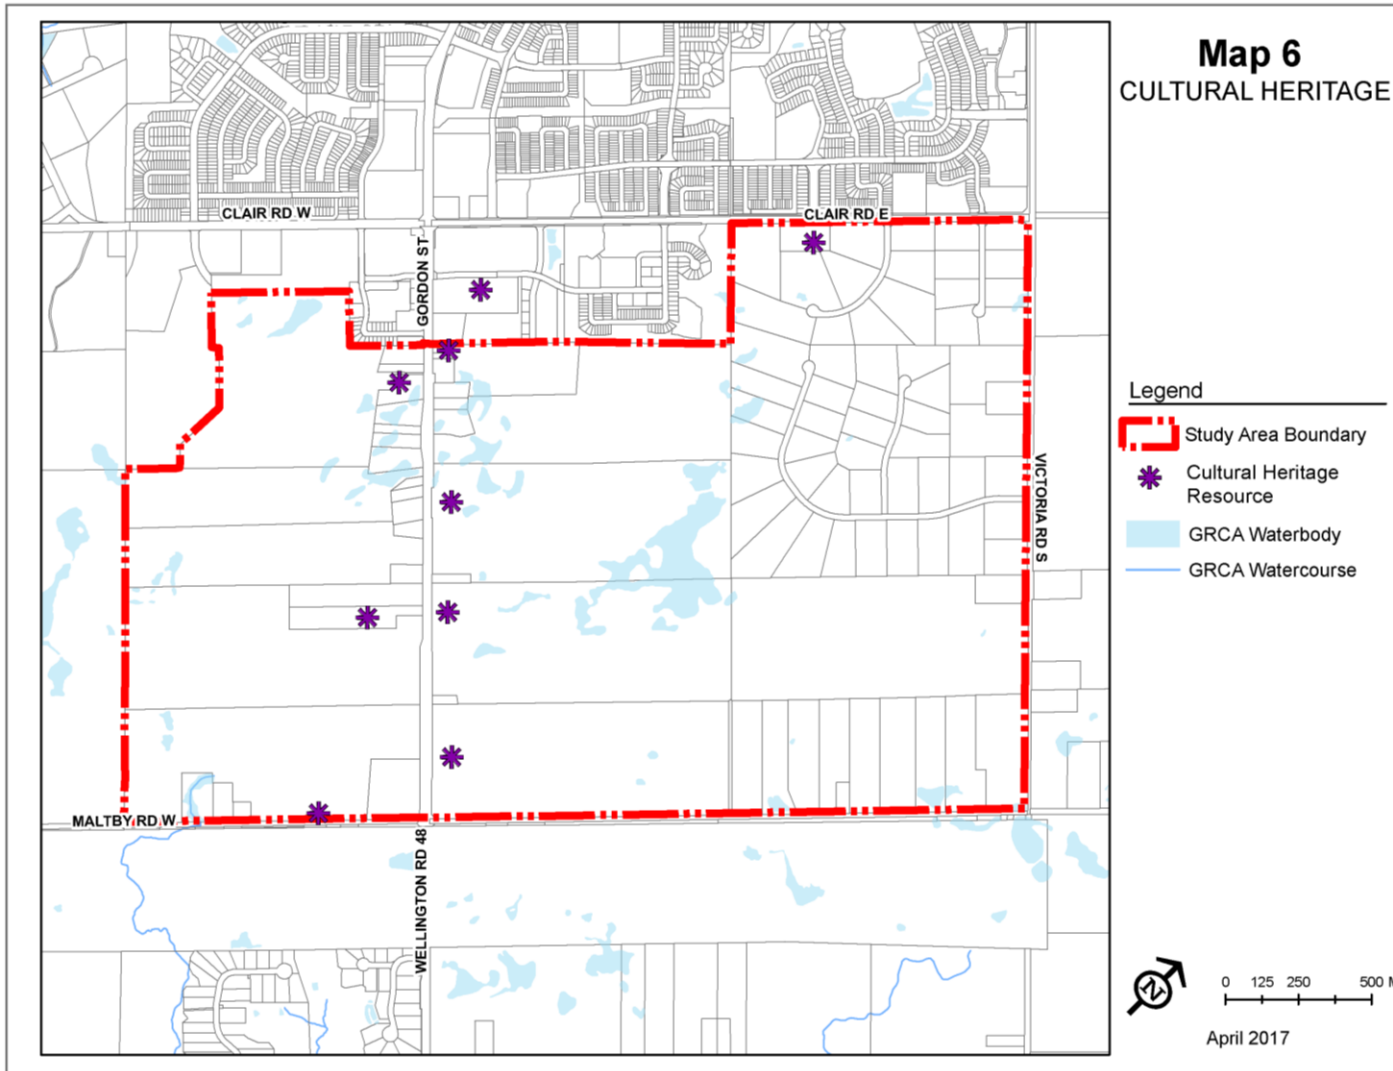 Map 6
CULTURAL HERITAGE
CLAIR RD W
CLAIR RD E
GORDON ST
VICTORIA RD S
MALTBY RD W
WELLINGTON RD 48
Legend
Study Area Boundary
Cultural Heritage
Resource
GRCA Waterbody
GRCA Watercourse
N
0 125 250 500 M
April 2017